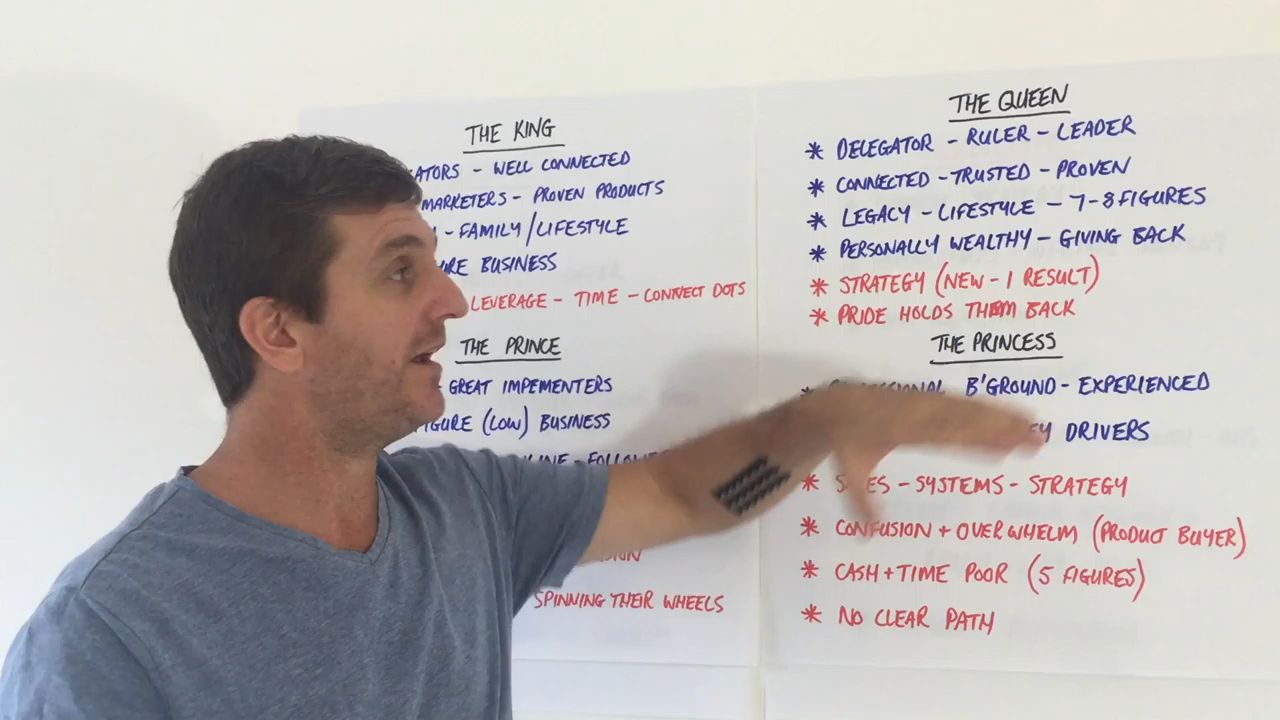 THE KING
ATORS - WELL CONNECTED
MARKETERS - PROVEN PRODUCTS
- FAMILY/LIFESTYLE
URE BUSINESS
LEVERAGE - TIME - CONNECT DOTS
THE PRINCE
- GREAT IMPEMENTERS
FIGURE (LOW) BUSINESS
SPINNING THEIR WHEELS
THE QUEEN
* DELEGATOR - RULER - LEADER
* CONNECTED - TRUSTED - PROVEN
* LEGACY - LIFESTYLE - 7-8 FIGURES
* PERSONALLY WEALTHY - GIVING BACK
* STRATEGY (NEW - 1 RESULT)
* PRIDE HOLDS THEM BACK
THE PRINCESS
B'GROUND - EXPERIENCED
DRIVERS
* SALES - SYSTEMS - STRATEGY
* CONFUSION + OVERWHELM (PRODUCT BUYER)
* CASH + TIME POOR (5 FIGURES)
* NO CLEAR PATH